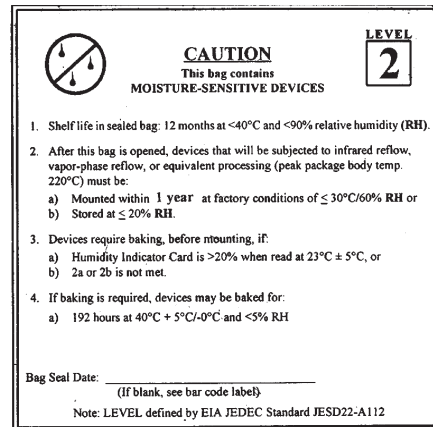 LEVEL
2
CAUTION
This bag contains
MOISTURE-SENSITIVE DEVICES
1. Shelf life in sealed bag: 12 months at <40°C and <90% relative humidity (RH).
2. After this bag is opened, devices that will be subjected to infrared reflow,
vapor-phase reflow, or equivalent processing (peak package body temp.
220°C) must be:
a) Mounted within 1 year at factory conditions of ≤ 30°C/60% RH or
b) Stored at ≤ 20% RH.
3. Devices require baking, before mounting, if:
a) Humidity Indicator Card is >20% when read at 23°C ± 5°C, or
b) 2a or 2b is not met.
4. If baking is required, devices may be baked for:
a) 192 hours at 40°C + 5°C/-0°C and <5% RH
Bag Seal Date:
(If blank, see bar code label)
Note: LEVEL defined by EIA JEDEC Standard JESD22-A112